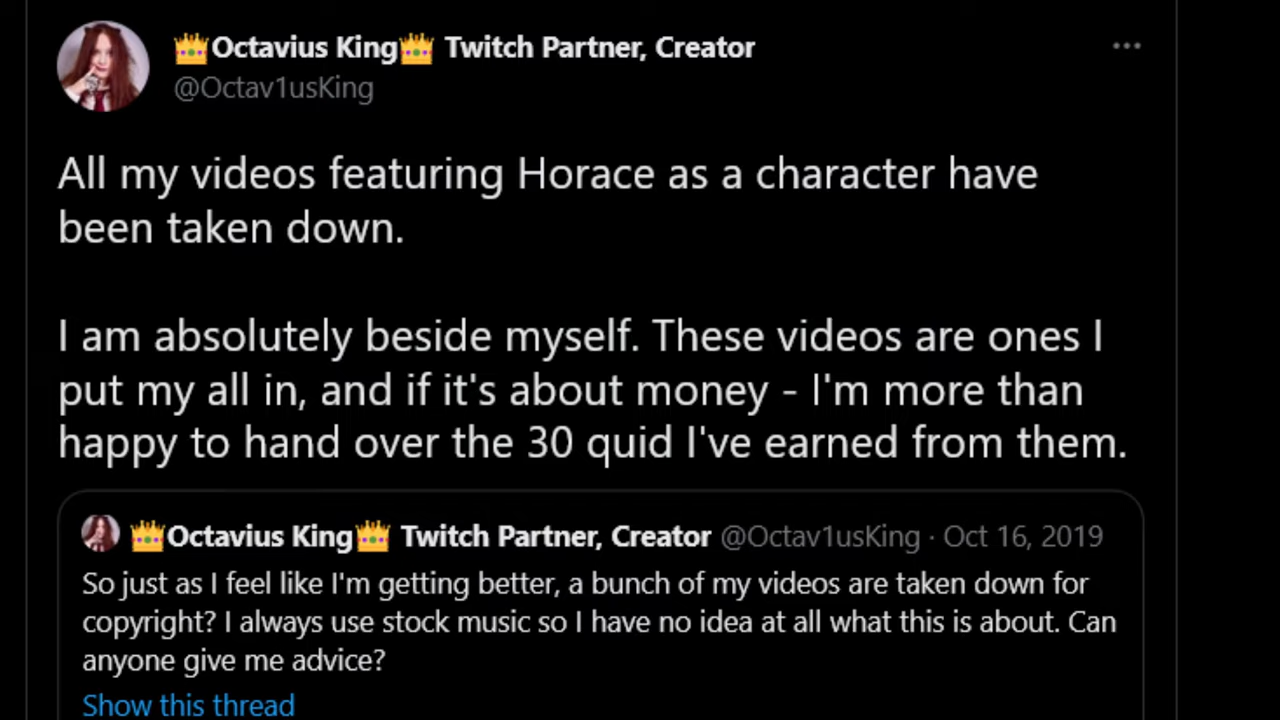 👑Octavius King👑 Twitch Partner, Creator
@Octav1usKing
All my videos featuring Horace as a character have
been taken down.
I am absolutely beside myself. These videos are ones I
put my all in, and if it's about money - I'm more than
happy to hand over the 30 quid I've earned from them.
👑Octavius King👑 Twitch Partner, Creator @Octav1usKing · Oct 16, 2019
So just as I feel like I'm getting better, a bunch of my videos are taken down for
copyright? I always use stock music so I have no idea at all what this is about. Can
anyone give me advice?
Show this thread